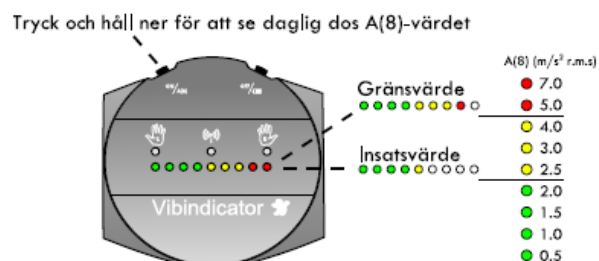 Tryck och håll ner för att se daglig dos A(8)-värdet
A(8) (m/s² r.m.s)
7.0
Gränsvärde
5.0
4.0
3.0
Insatsvärde
2.5
2.0
1.5
1.0
0.5
Vibindicator